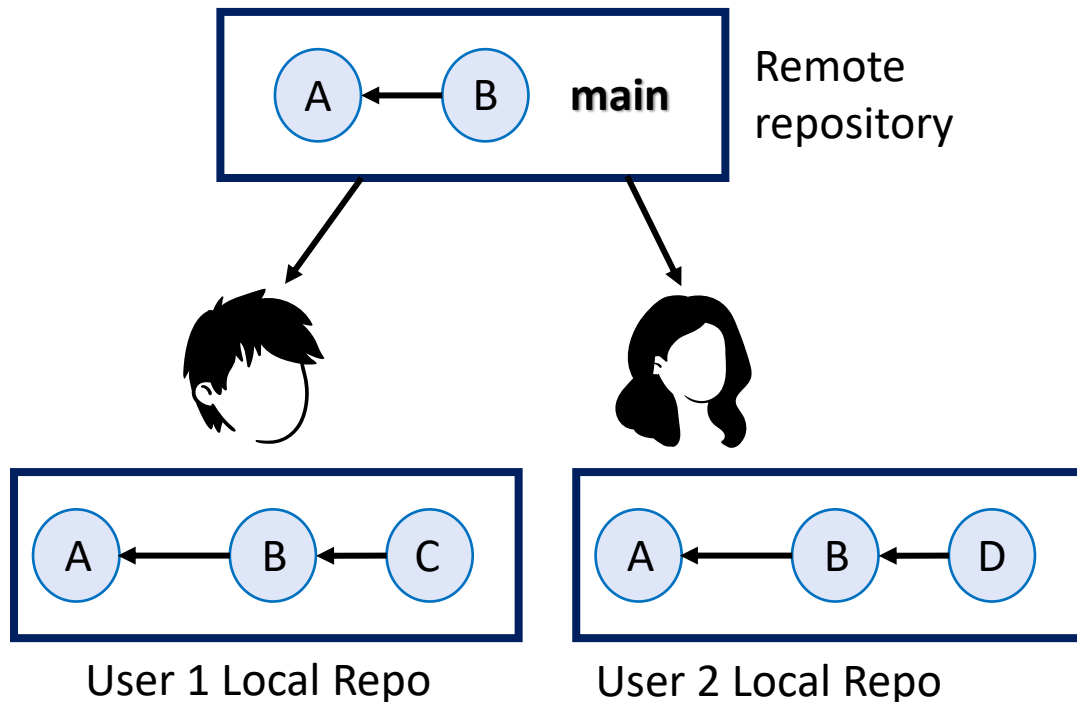 A B main
Remote
repository
A B C
A B D
User 1 Local Repo
User 2 Local Repo